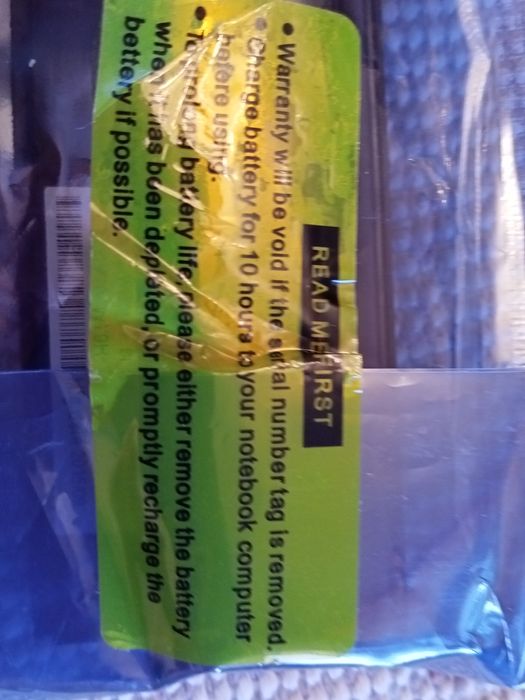 READ ME FIRST
• Warranty will be void if the serial number tag is removed.
• Charge battery for 10 hours to your notebook computer
before using.
• To prolong battery life, please either remove the battery
when it has been depleted, or promptly recharge the
bettery if possible.